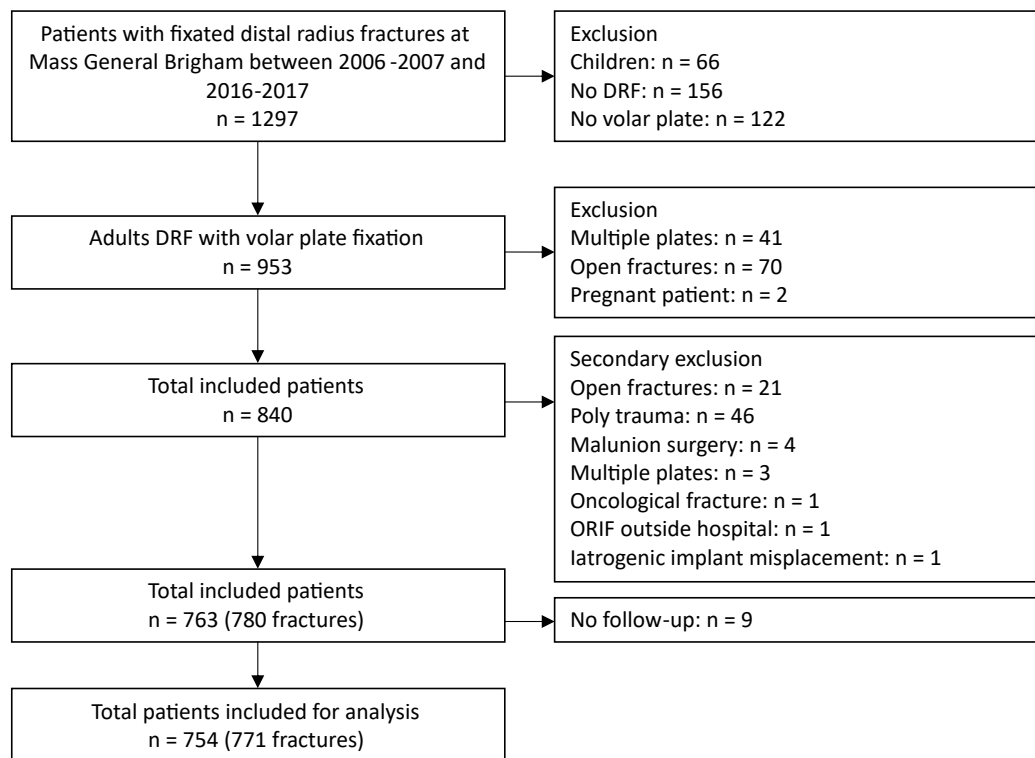 Patients with fixated distal radius fractures at
Mass General Brigham between 2006-2007 and
2016-2017
n = 1297
Exclusion
Children: n = 66
No DRF: n = 156
No volar plate: n = 122
Adults DRF with volar plate fixation
n = 953
Exclusion
Multiple plates: n = 41
Open fractures: n = 70
Pregnant patient: n = 2
Total included patients
n = 840
Secondary exclusion
Open fractures: n = 21
Poly trauma: n = 46
Malunion surgery: n = 4
Multiple plates: n = 3
Oncological fracture: n = 1
ORIF outside hospital: n = 1
Iatrogenic implant misplacement: n = 1
Total included patients
n = 763 (780 fractures)
No follow-up: n = 9
Total patients included for analysis
n = 754 (771 fractures)